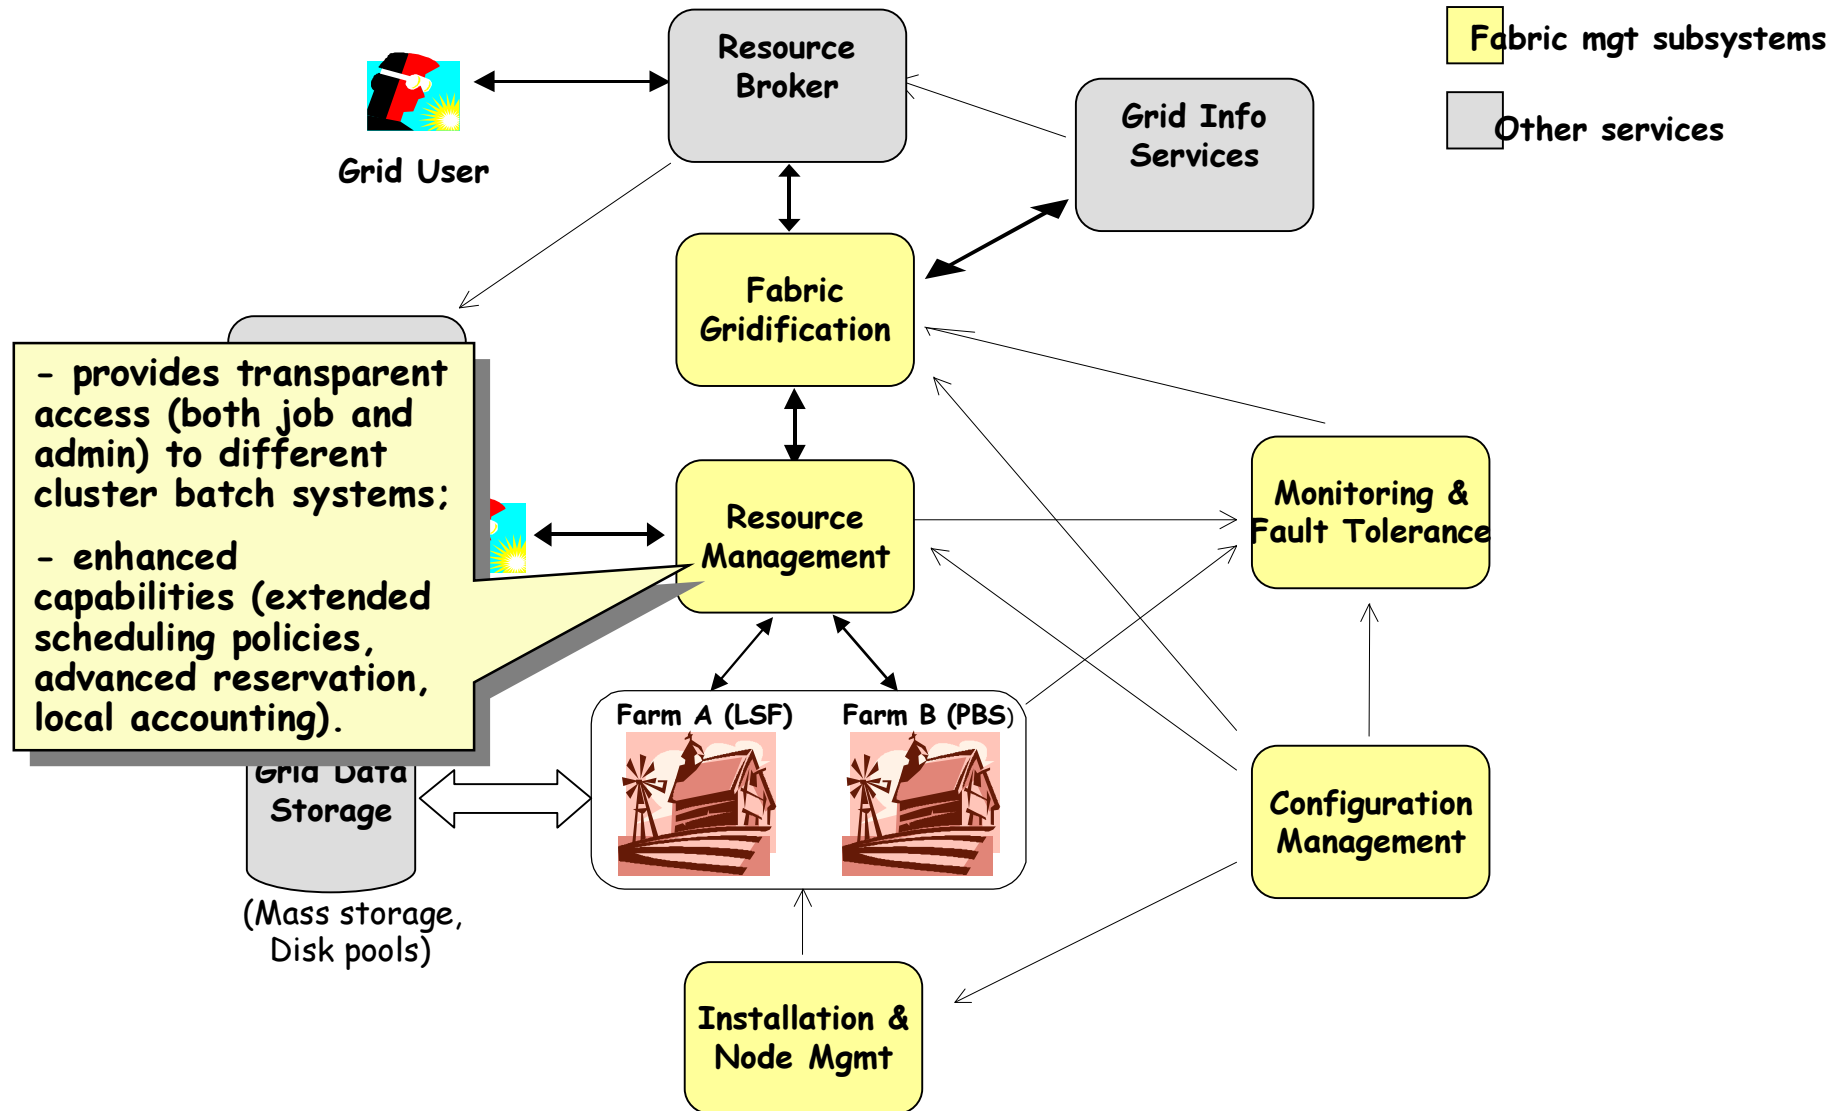 Resource
Broker
Fabric mgt subsystems
Grid Info
Services
Other services
Grid User
Fabric
Gridification
- provides transparent
access (both job and
admin) to different
cluster batch systems;
- enhanced
capabilities (extended
scheduling policies,
advanced reservation,
local accounting).
Resource
Management
Monitoring &
Fault Tolerance
Farm A (LSF)
Farm B (PBS)
Grid Data
Storage
(Mass storage,
Disk pools)
Configuration
Management
Installation &
Node Mgmt